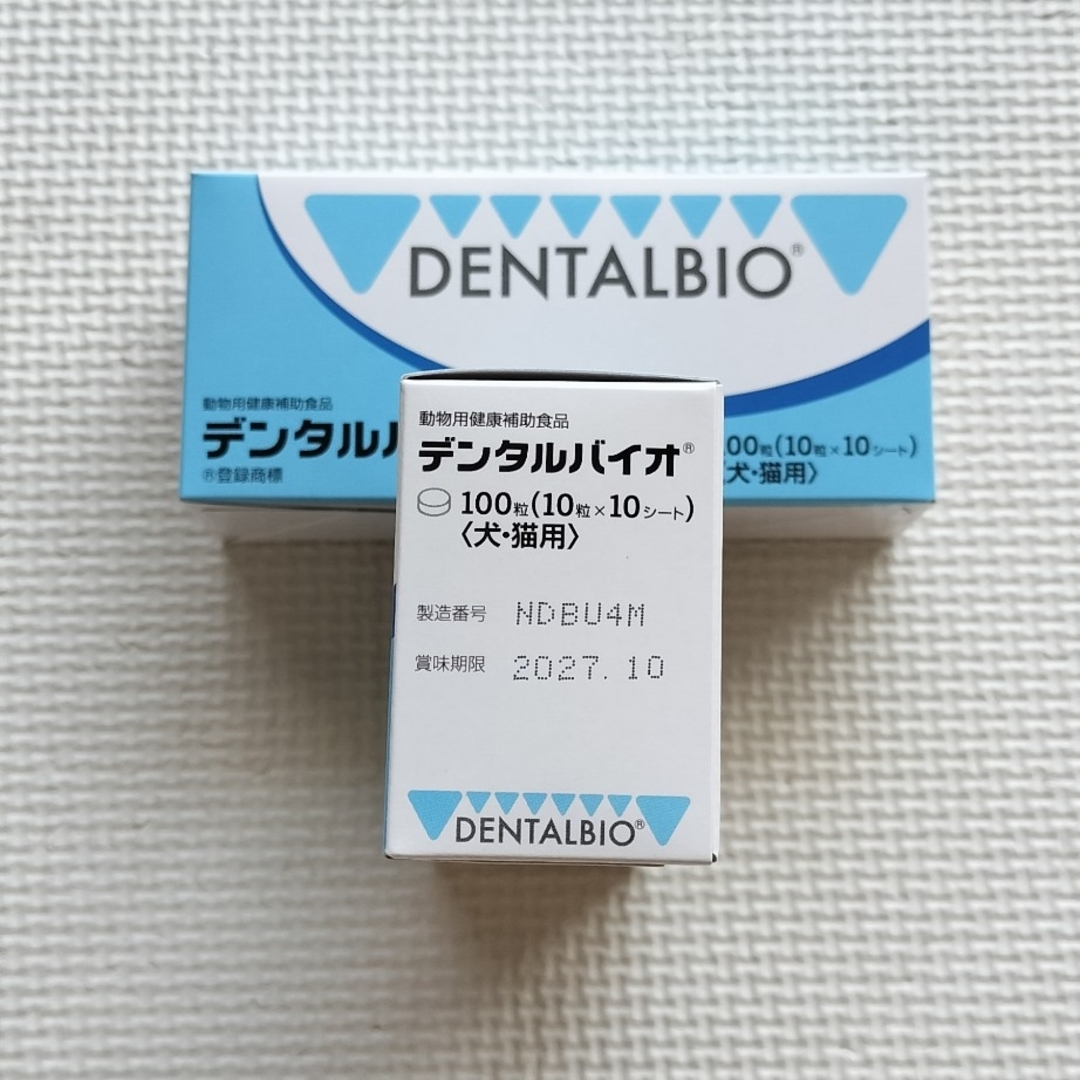 DENTALBIO®
動物用健康補助食品
デンタル
®登録商標
100粒(10粒×10シート)
犬・猫用〉
動物用健康補助食品
デンタルバイオ®
100粒(10粒×10シート)
〈犬・猫用〉
製造番号 NDBU4M
賞味期限 2027.10
DENTALBIO®